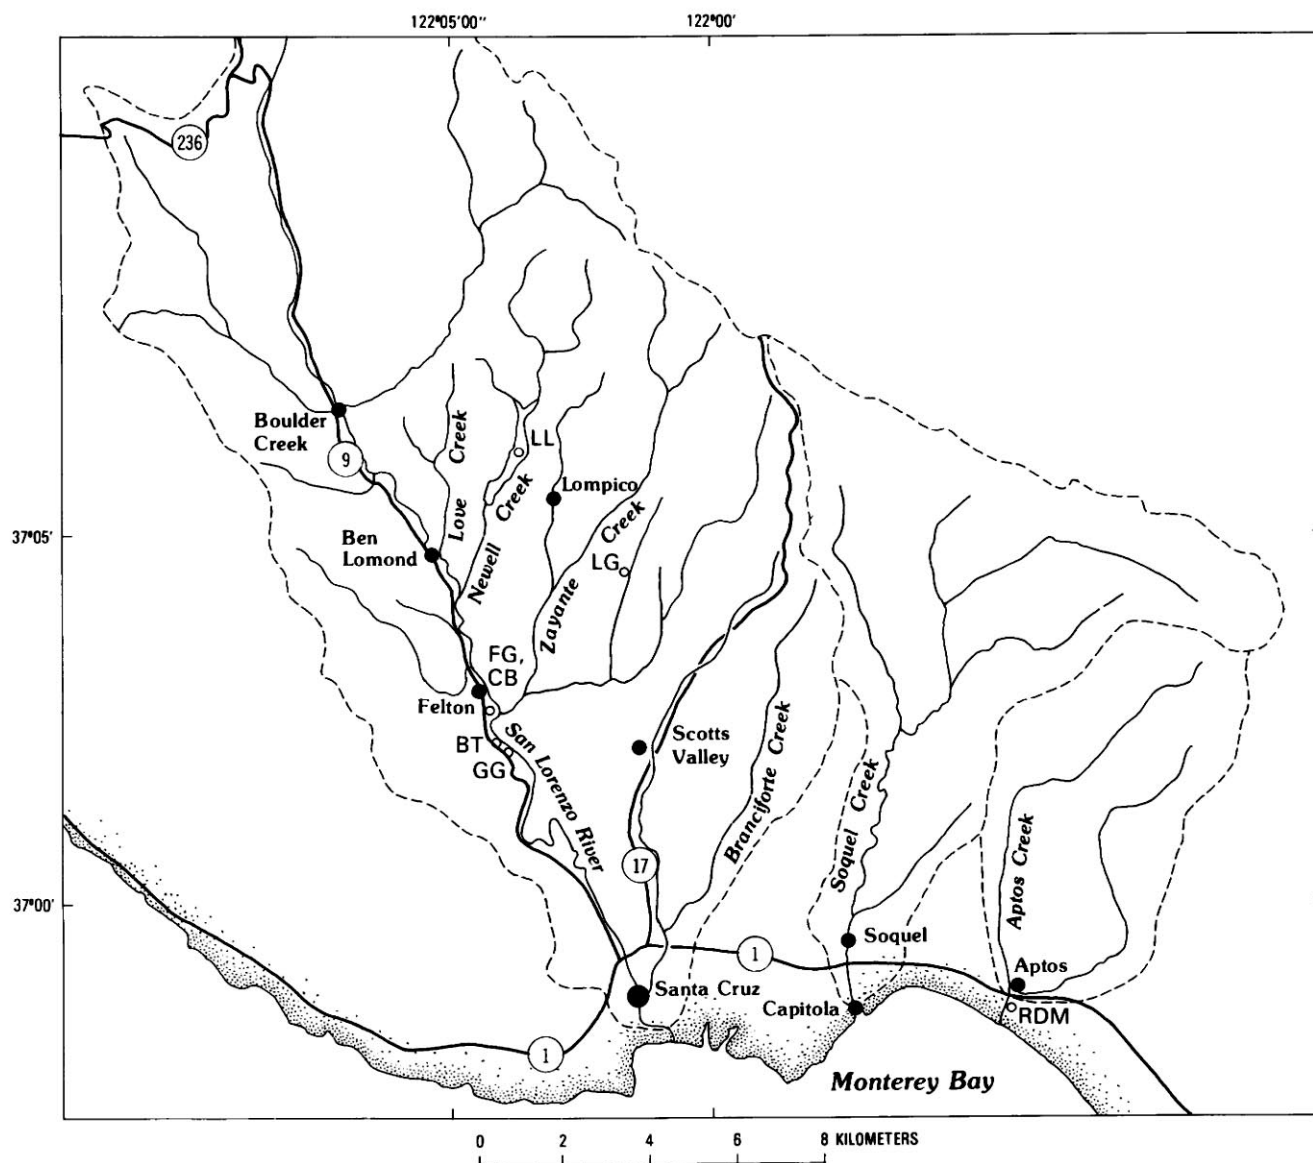 122°05'00"
122°00'
236
Boulder
Creek
9
Love Creek
Newell Creek
LL
Lompico
37°05'
Ben
Lomond
Zayante Creek
LG
FG,
CB
Felton
BT
GG
San Lorenzo River
Scotts
Valley
Branciforte Creek
Soquel Creek
Aptos Creek
17
37°00'
1
Soquel
Aptos
Santa Cruz
Capitola
RDM
1
Monterey Bay
0 2 4 6 8 KILOMETERS